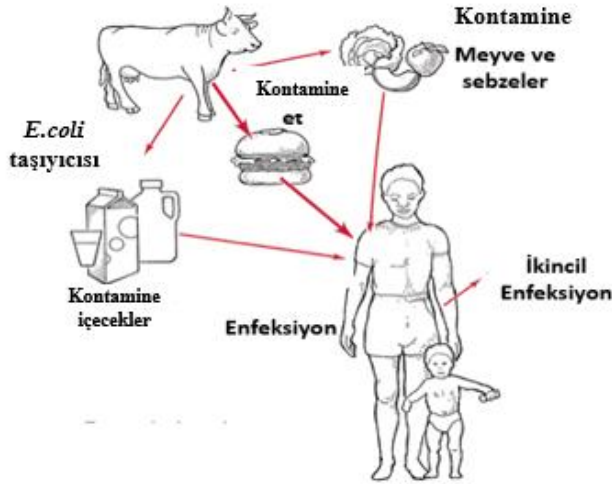 Kontamine
Meyve ve
sebzeler
Kontamine
et
E.coli
taşıyıcısı
Kontamine
içecekler
Enfeksiyon
İkincil
Enfeksiyon